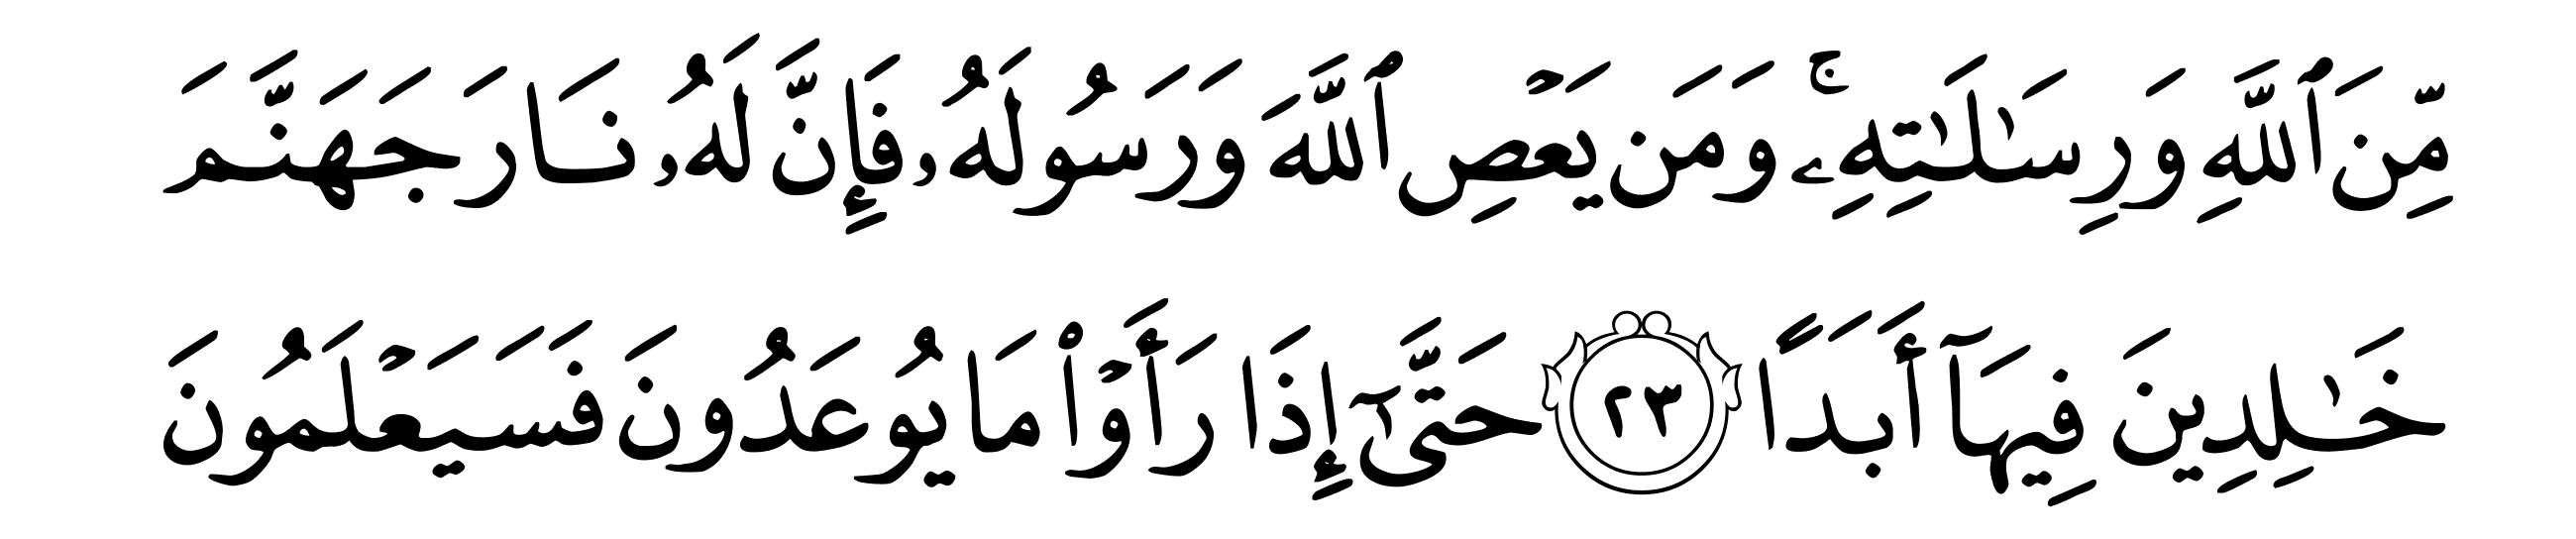 مِّنَ ٱللَّهِ وَرِسَٰلَٰتِهِۦۚ وَمَن يَعۡصِ ٱللَّهَ وَرَسُولَهُۥ فَإِنَّ لَهُۥ نَارَ جَهَنَّمَ
خَٰلِدِينَ فِيهَآ أَبَدًا ٢٣ حَتَّىٰٓ إِذَا رَأَوۡاْ مَا يُوعَدُونَ فَسَيَعۡلَمُونَ